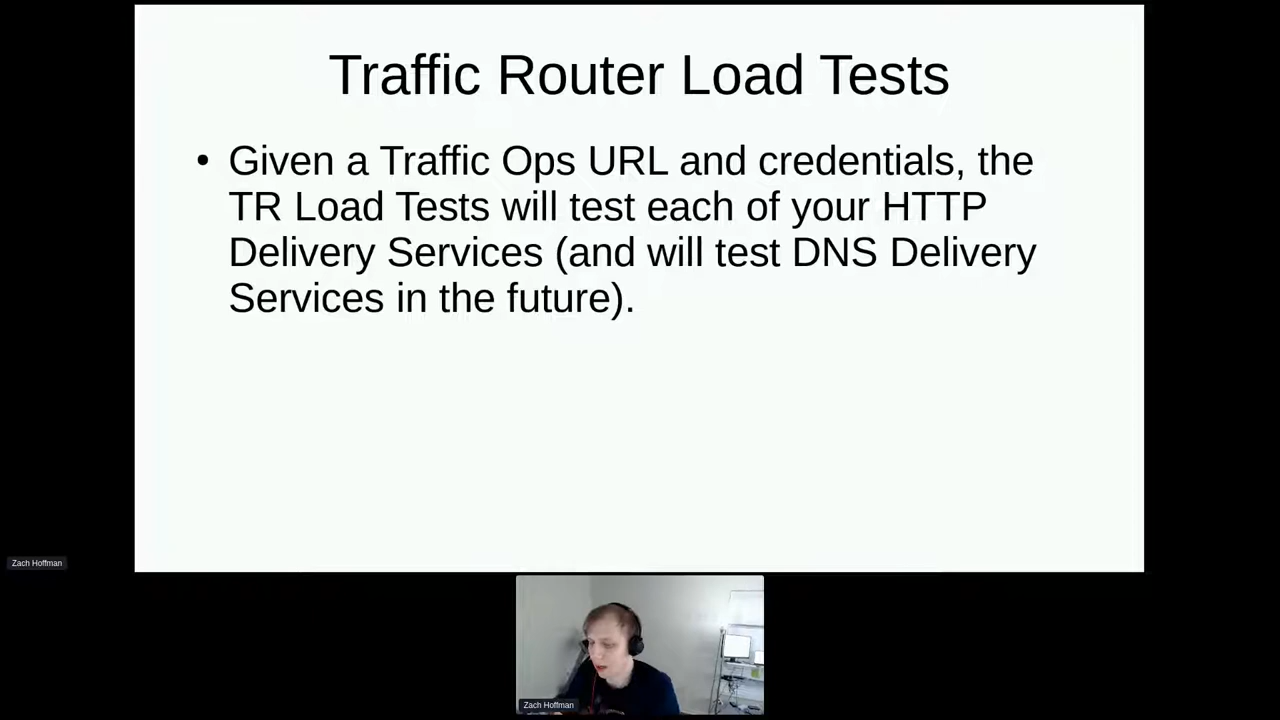 Traffic Router Load Tests
• Given a Traffic Ops URL and credentials, the
TR Load Tests will test each of your HTTP
Delivery Services (and will test DNS Delivery
Services in the future).
Zach Hoffman
Zach Hoffman